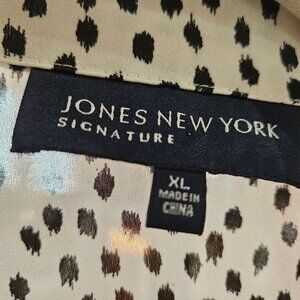 JONES NEW YORK
SIGNATURE
XL
MADE IN
CHINA